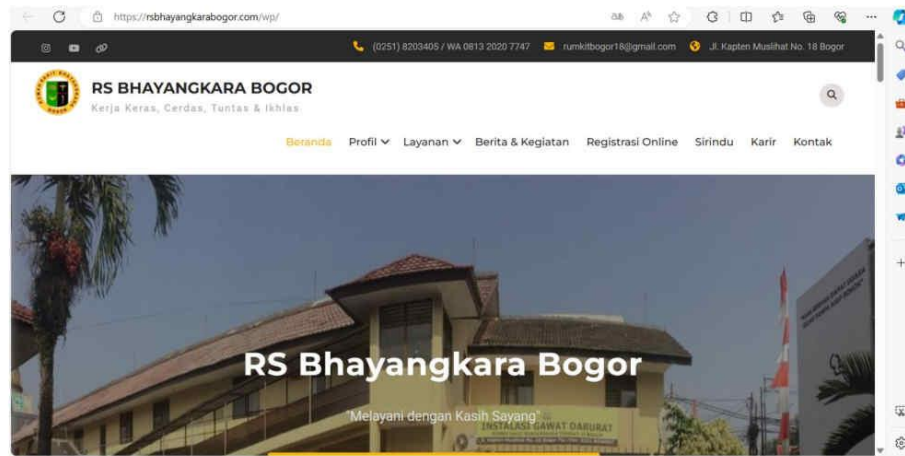 https://rsbhayangkarabogor.com/wp/
(0251) 8203405 / WA 0813 2020 7747 rumkitbogor18@gmail.com Jl. Kapten Muslihat No. 18 Bogor
RS BHAYANGKARA BOGOR
Kerja Keras, Cerdas, Tuntas & Ikhlas
Beranda Profil Layanan Berita & Kegiatan Registrasi Online Sirindu Karir Kontak
RS Bhayangkara Bogor
"Melayani dengan Kasih Sayang"
INSTALASI GAWAT DARURAT